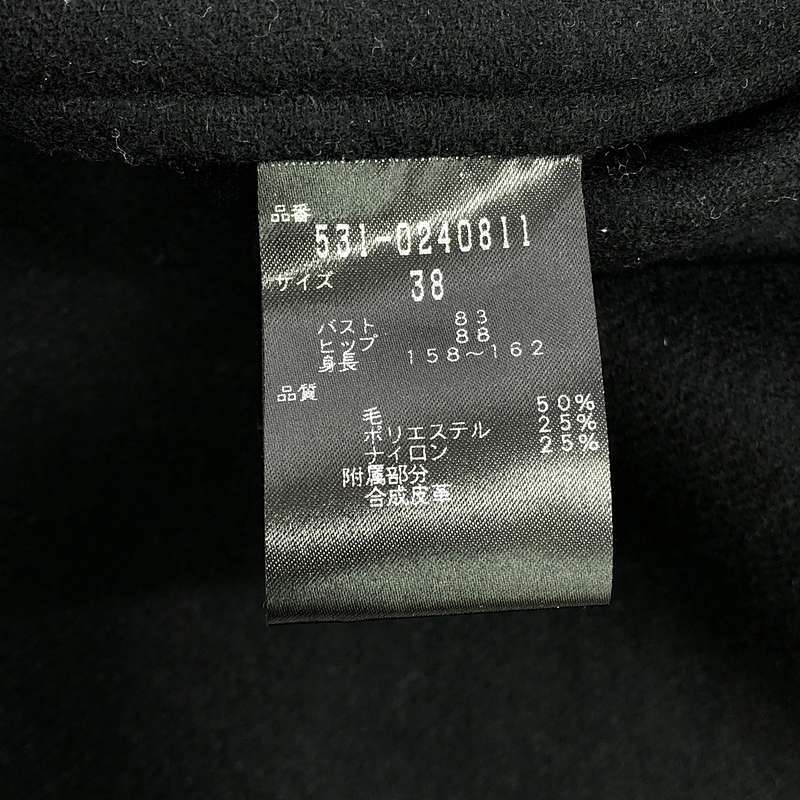 品番
531-0240811
サイズ 38
バスト 83
ヒップ 88
身長 158～162
品質
毛 50%
ポリエステル 25%
ナイロン 25%
附属部分
合成皮革